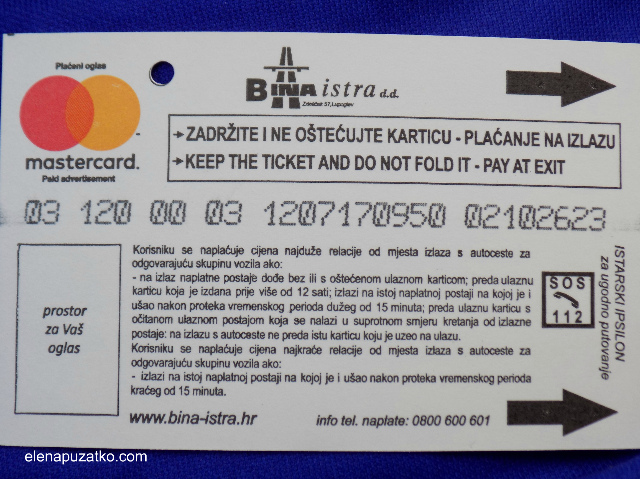 Plaćeni oglas
mastercard.
Paid advertisement
BINA istra d.d.
Zrinščak 57, Lupoglav
ZADRŽITE I NE OŠTEĆUJTE KARTICU - PLAĆANJE NA IZLAZU
KEEP THE TICKET AND DO NOT FOLD IT - PAY AT EXIT
03 120 00 03 1207170950 02102623
prostor
za Vaš
oglas
Korisniku se naplaćuje cijena najduže relacije od mjesta izlaza s autoceste za
odgovarajuću skupinu vozila ako:
- na izlaz naplatne postaje dođe bez ili s oštećenom ulaznom karticom; preda ulaznu
karticu koja je izdana prije više od 12 sati; izlazi na istoj naplatnoj postaji na kojoj je i
ušao nakon proteka vremenskog perioda dužeg od 15 minuta; preda ulaznu karticu s
očitanom ulaznom postajom koja se nalazi u suprotnom smjeru kretanja od izlazne
postaje: na izlazu s autoceste ne preda istu karticu koju je uzeo na ulazu.
Korisniku se naplaćuje cijena najkraće relacije od mjesta izlaza s autoceste za
odgovarajuću skupinu vozila ako:
- izlazi na istoj naplatnoj postaji na kojoj je i ušao nakon proteka vremenskog perioda
kraćeg od 15 minuta.
www.bina-istra.hr
info tel. naplate: 0800 600 601
SOS
112
ISTARSKI IPSILON
za ugodno putovanje
elenapuzatko.com